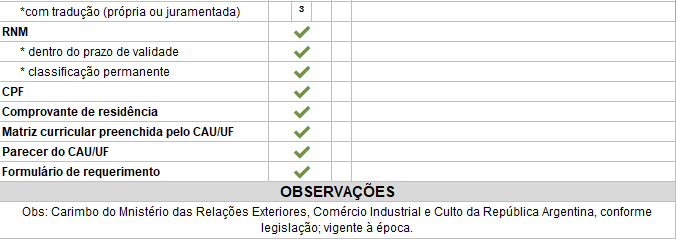 *com tradução (própria ou juramentada) 3
RNM
* dentro do prazo de validade
* classificação permanente
CPF
Comprovante de residência
Matriz curricular preenchida pelo CAU/UF
Parecer do CAU/UF
Formulário de requerimento
OBSERVAÇÕES
Obs: Carimbo do Mnistério das Relações Exteriores, Comércio Industrial e Culto da República Argentina, conforme
legislação; vigente à época.